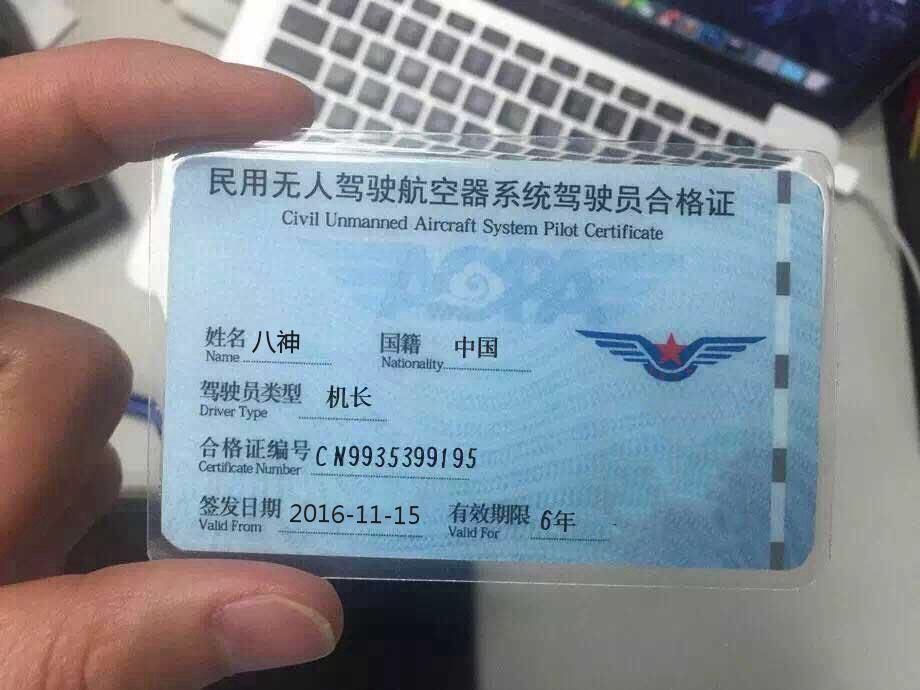 民用无人驾驶航空器系统驾驶员合格证
Civil Unmanned Aircraft System Pilot Certificate
AOPA
姓名 八神 国籍 中国
Name Nationality
驾驶员类型 机长
Driver Type
合格证编号 CN9935399195
Certificate Number
签发日期 2016-11-15 有效期限 6年
Valid From Valid For